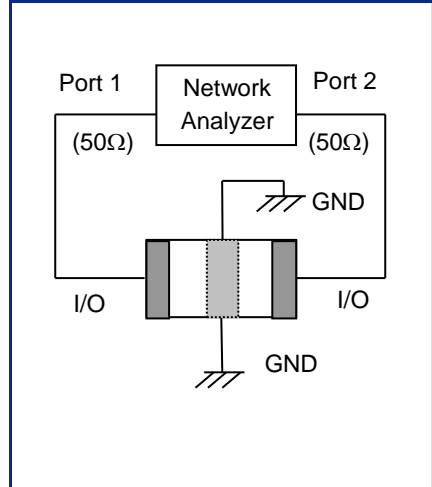 Port 1
Network
Analyzer
Port 2
(50Ω)
(50Ω)
GND
I/O
I/O
GND